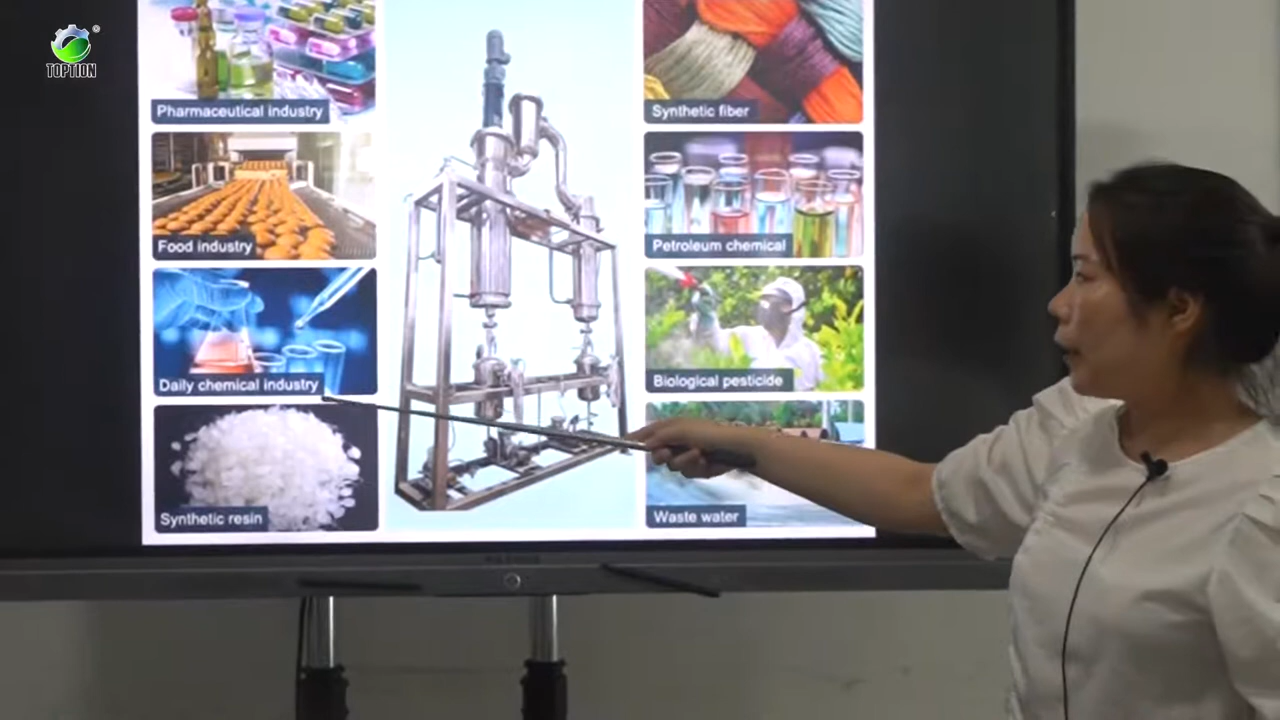 TOPTION
Pharmaceutical industry
Synthetic fiber
Food industry
Petroleum chemical
Daily chemical industry
Biological pesticide
Synthetic resin
Waste water